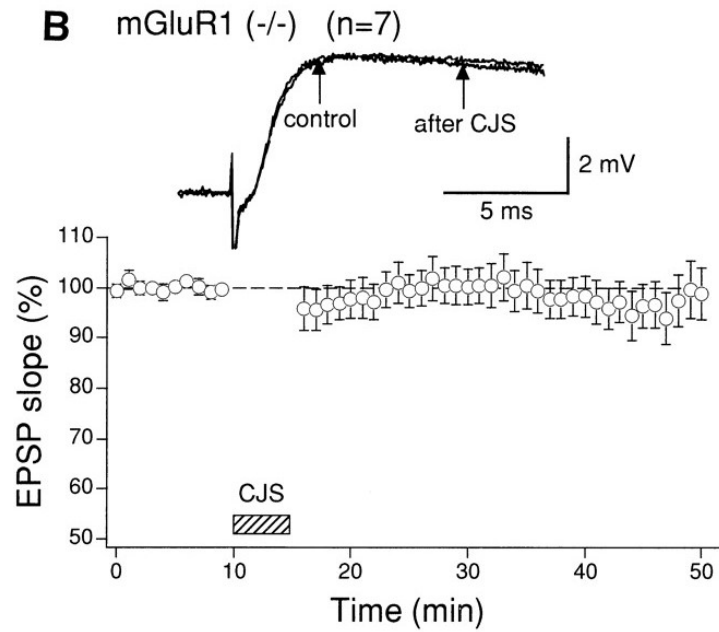 B mGluR1 (-/-) (n=7)
control
after CJS
2 mV
5 ms
110
100
90
80
70
60
50
EPSP slope (%)
CJS
0 10 20 30 40 50
Time (min)